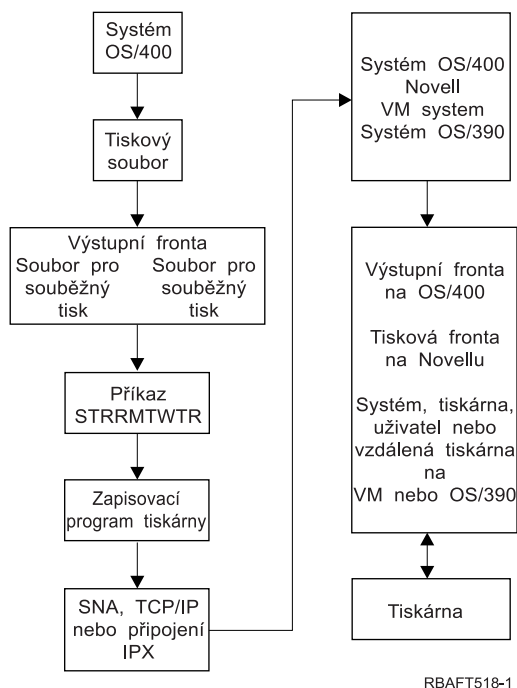 Systém
OS/400
Tiskový
soubor
Výstupní fronta
Soubor pro Soubor pro
souběžný souběžný
tisk tisk
Příkaz
STRRMTWTR
Zapisovací
program tiskárny
SNA, TCP/IP
nebo připojení
IPX
Systém OS/400
Novell
VM system
Systém OS/390
Výstupní fronta
na OS/400
Tisková fronta
na Novellu
Systém, tiskárna,
uživatel nebo
vzdálená tiskárna
na
VM nebo OS/390
Tiskárna
RBAFT518-1